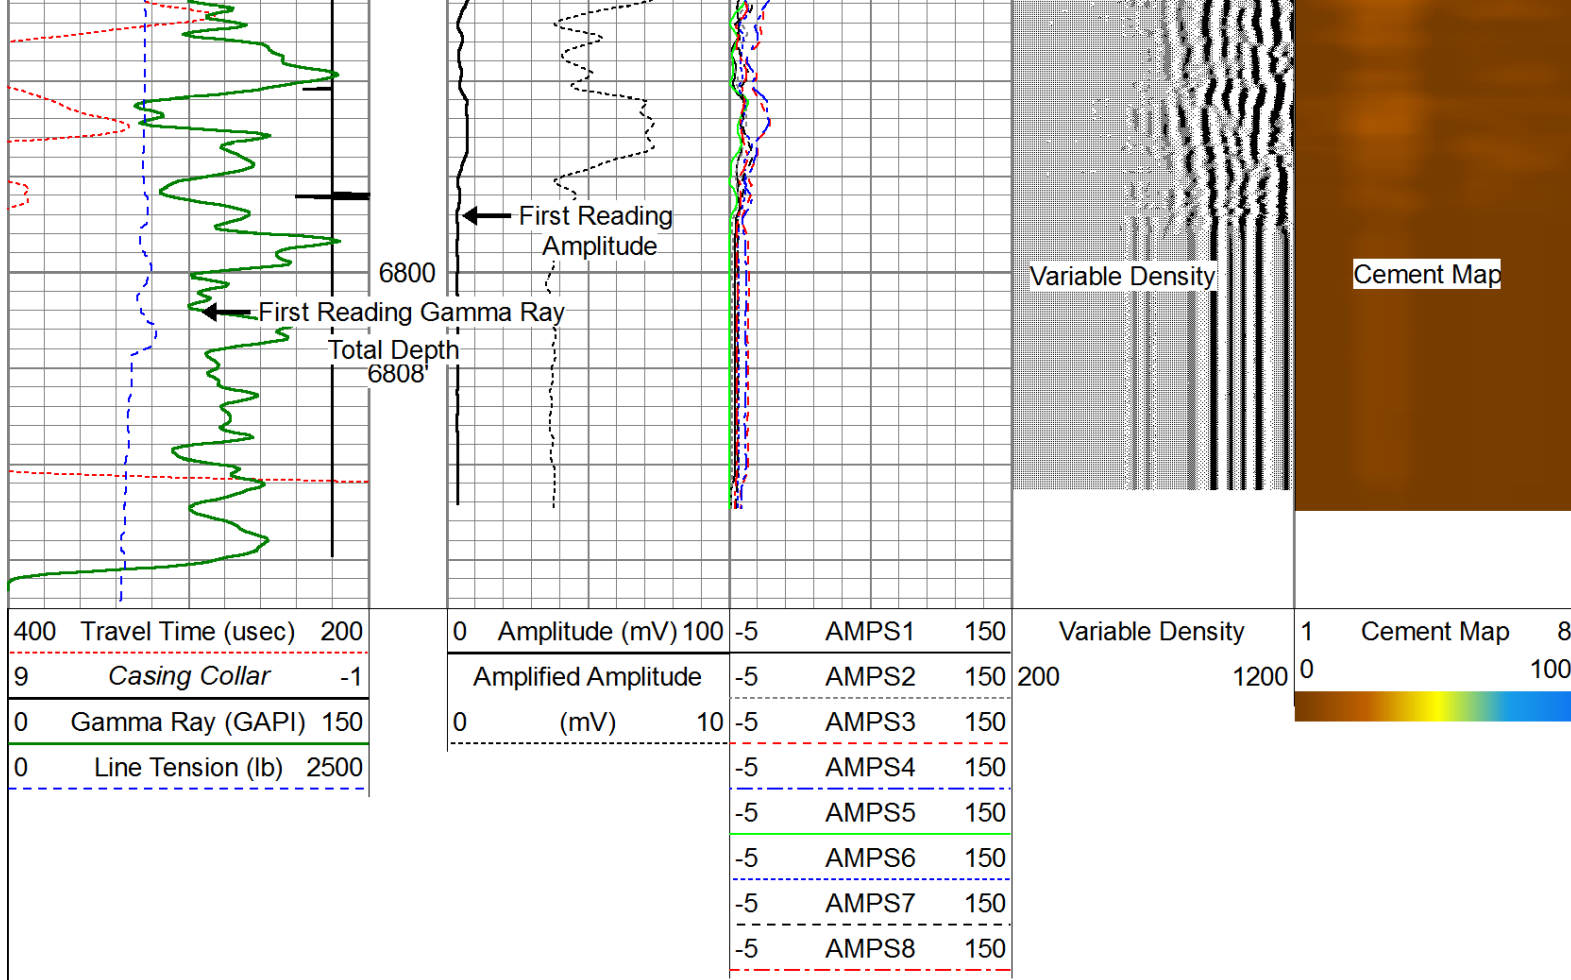 First Reading
Amplitude
6800
Variable Density
Cement Map
First Reading Gamma Ray
Total Depth
6808'
400 Travel Time (usec) 200
9 Casing Collar -1
0 Gamma Ray (GAPI) 150
0 Line Tension (lb) 2500
0 Amplitude (mV) 100
Amplified Amplitude
0 (mV) 10
-5 AMPS1 150
-5 AMPS2 150
-5 AMPS3 150
-5 AMPS4 150
-5 AMPS5 150
-5 AMPS6 150
-5 AMPS7 150
-5 AMPS8 150
Variable Density
200 1200
1 Cement Map 8
0 100